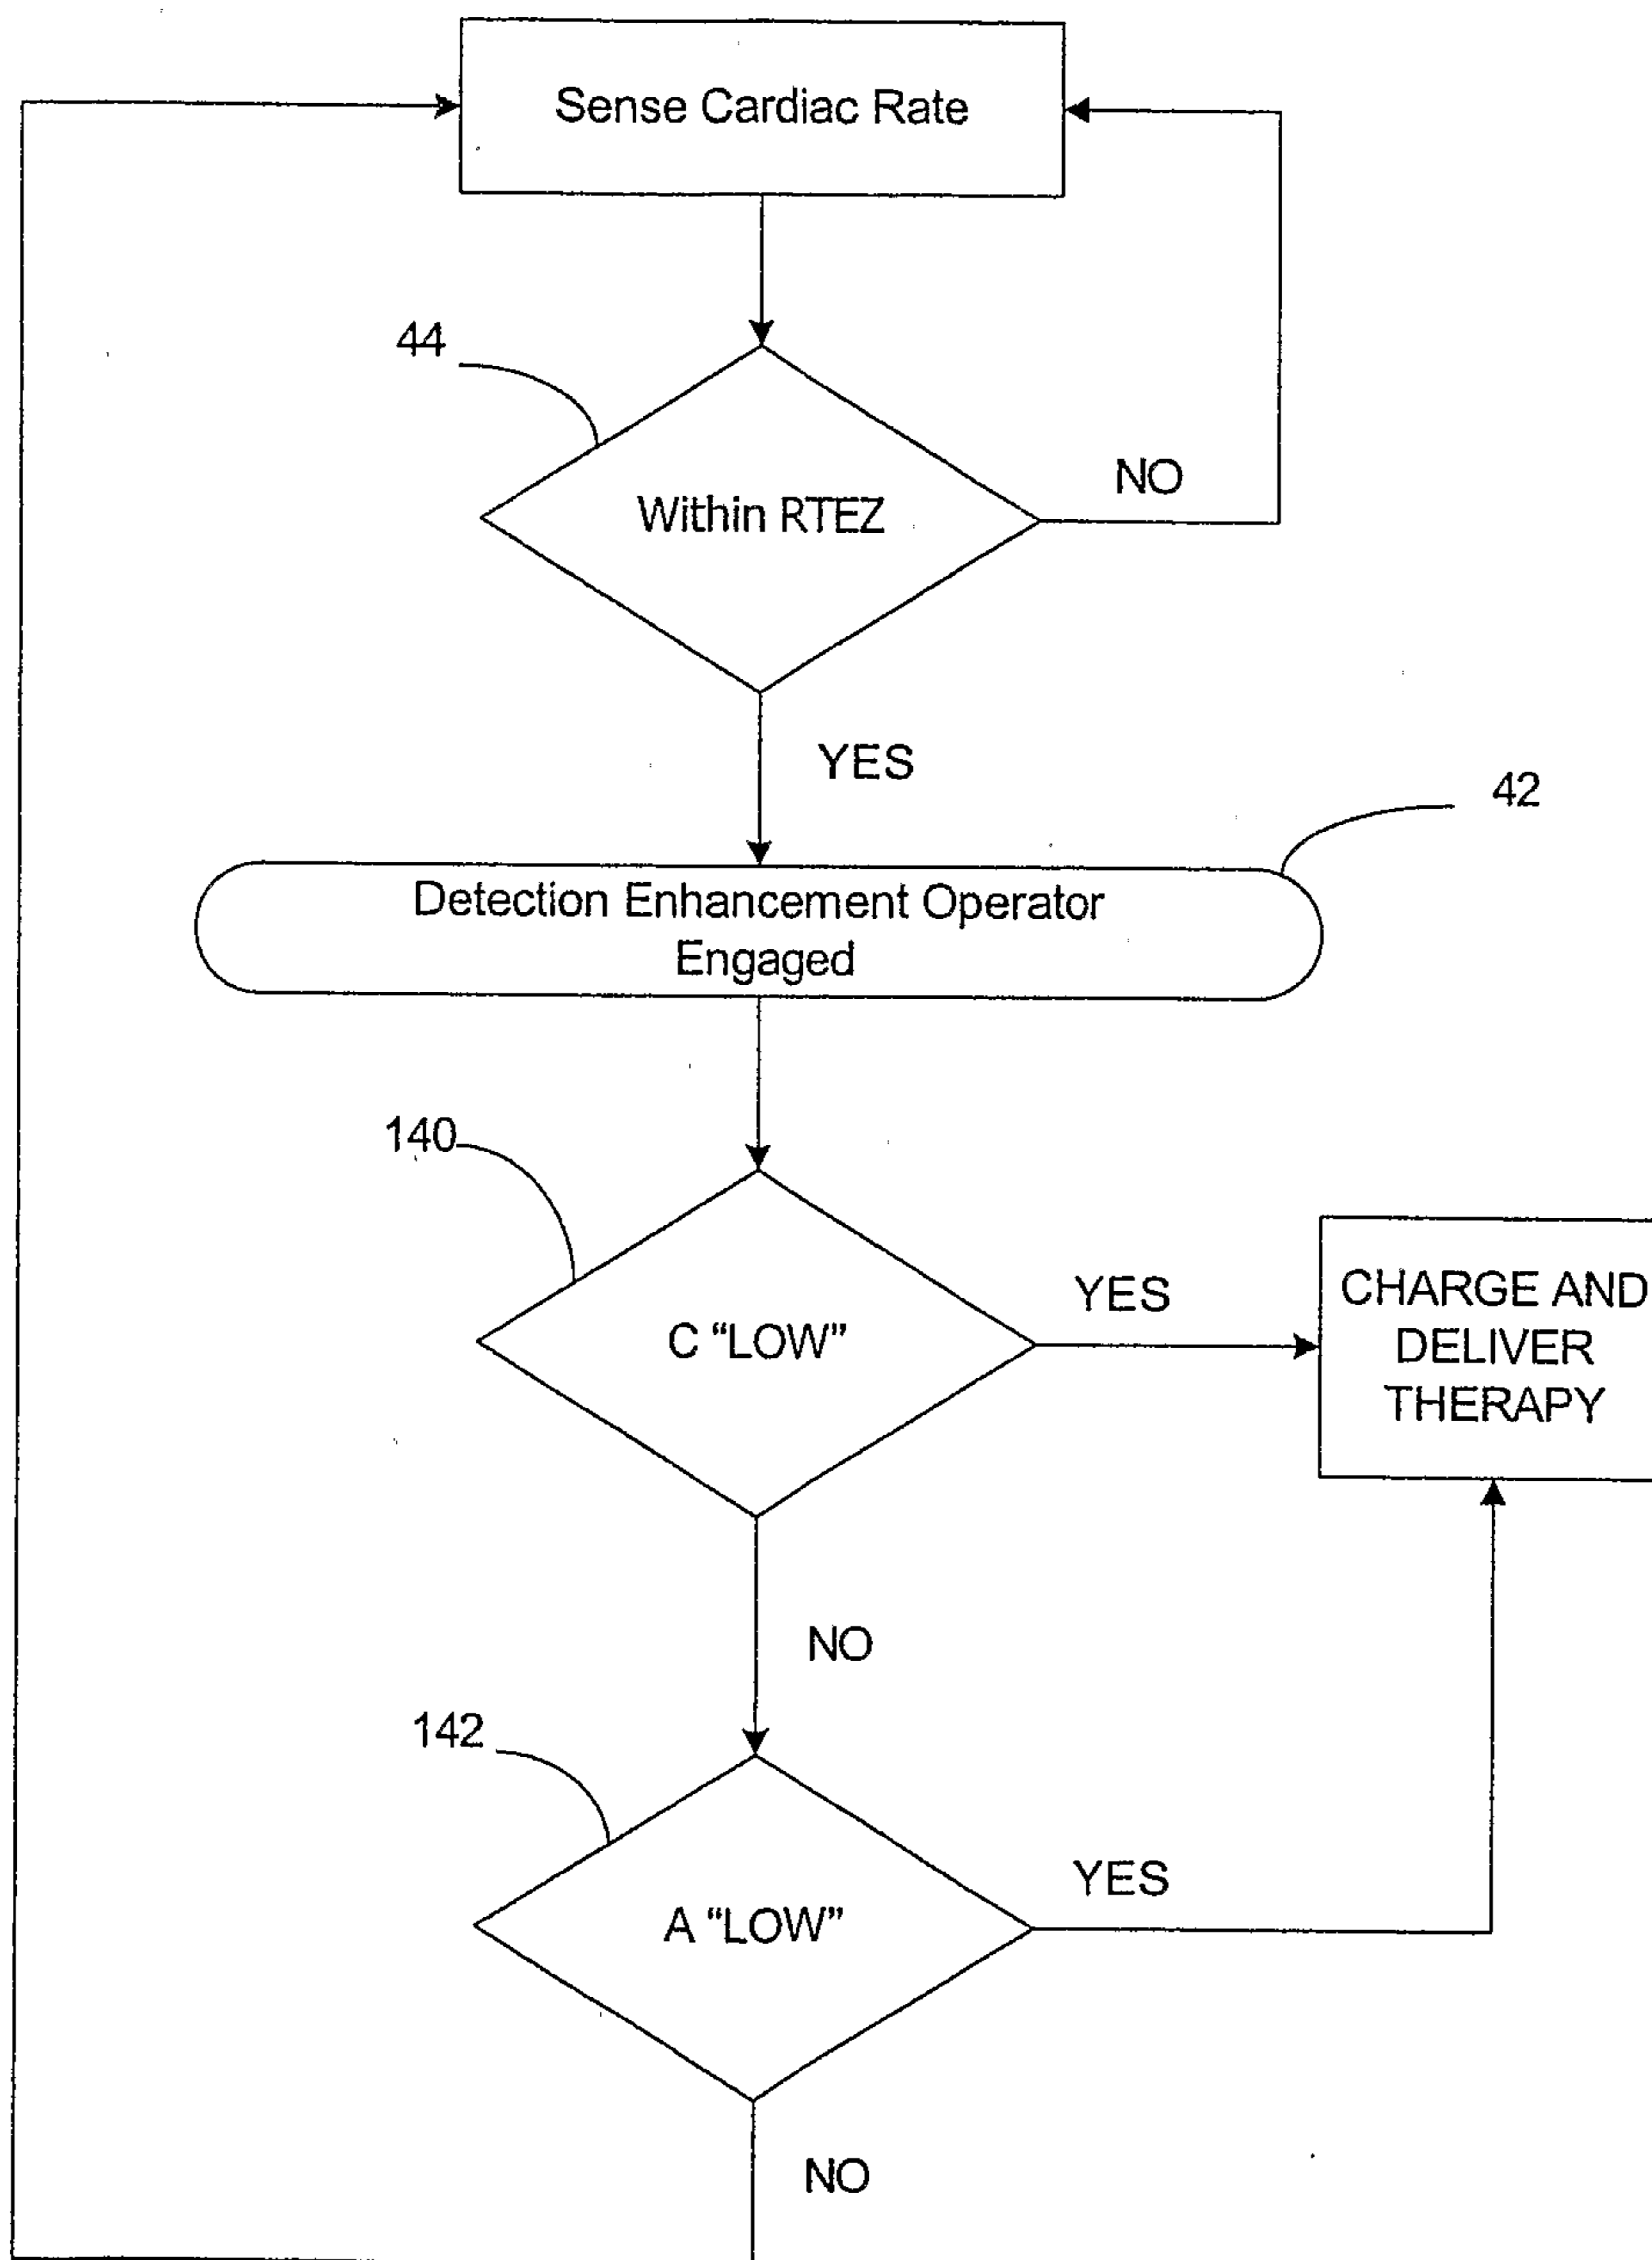 Sense Cardiac Rate
44
Within RTEZ
NO
YES
42
Detection Enhancement Operator
Engaged
140
C “LOW”
YES
CHARGE AND
DELIVER
THERAPY
NO
142
A “LOW”
YES
NO